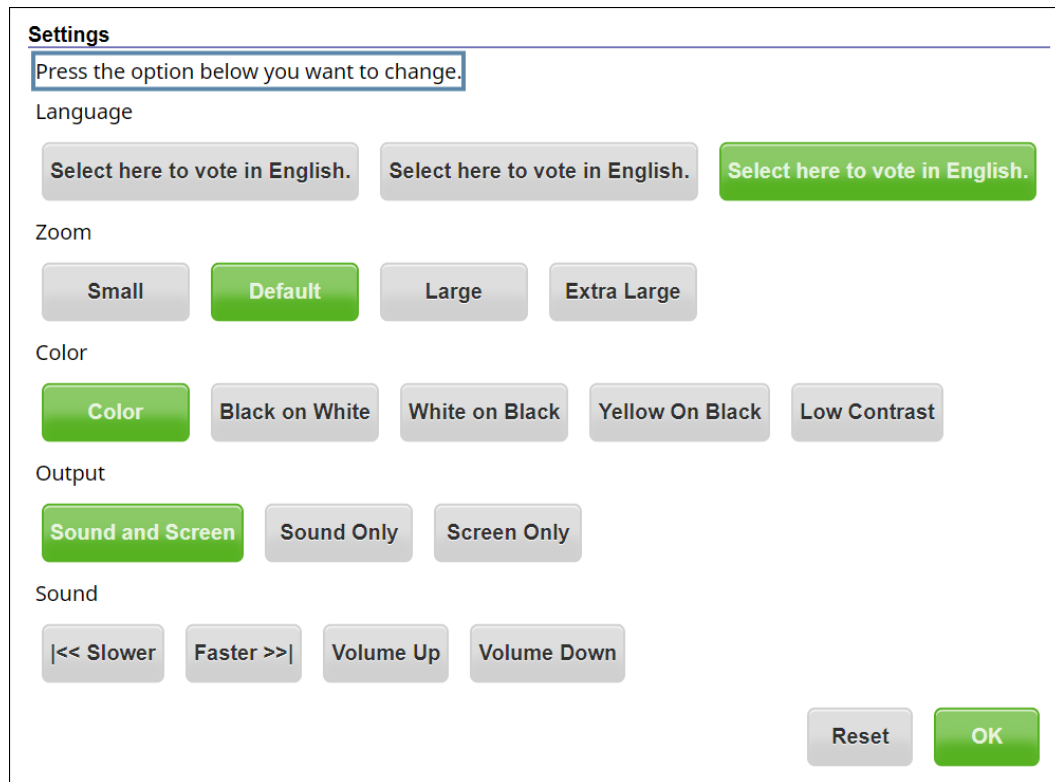 Settings
Press the option below you want to change.
Language
Select here to vote in English. Select here to vote in English. Select here to vote in English.
Zoom
Small Default Large Extra Large
Color
Color Black on White White on Black Yellow On Black Low Contrast
Output
Sound and Screen Sound Only Screen Only
Sound
|<< Slower Faster >>| Volume Up Volume Down
Reset OK